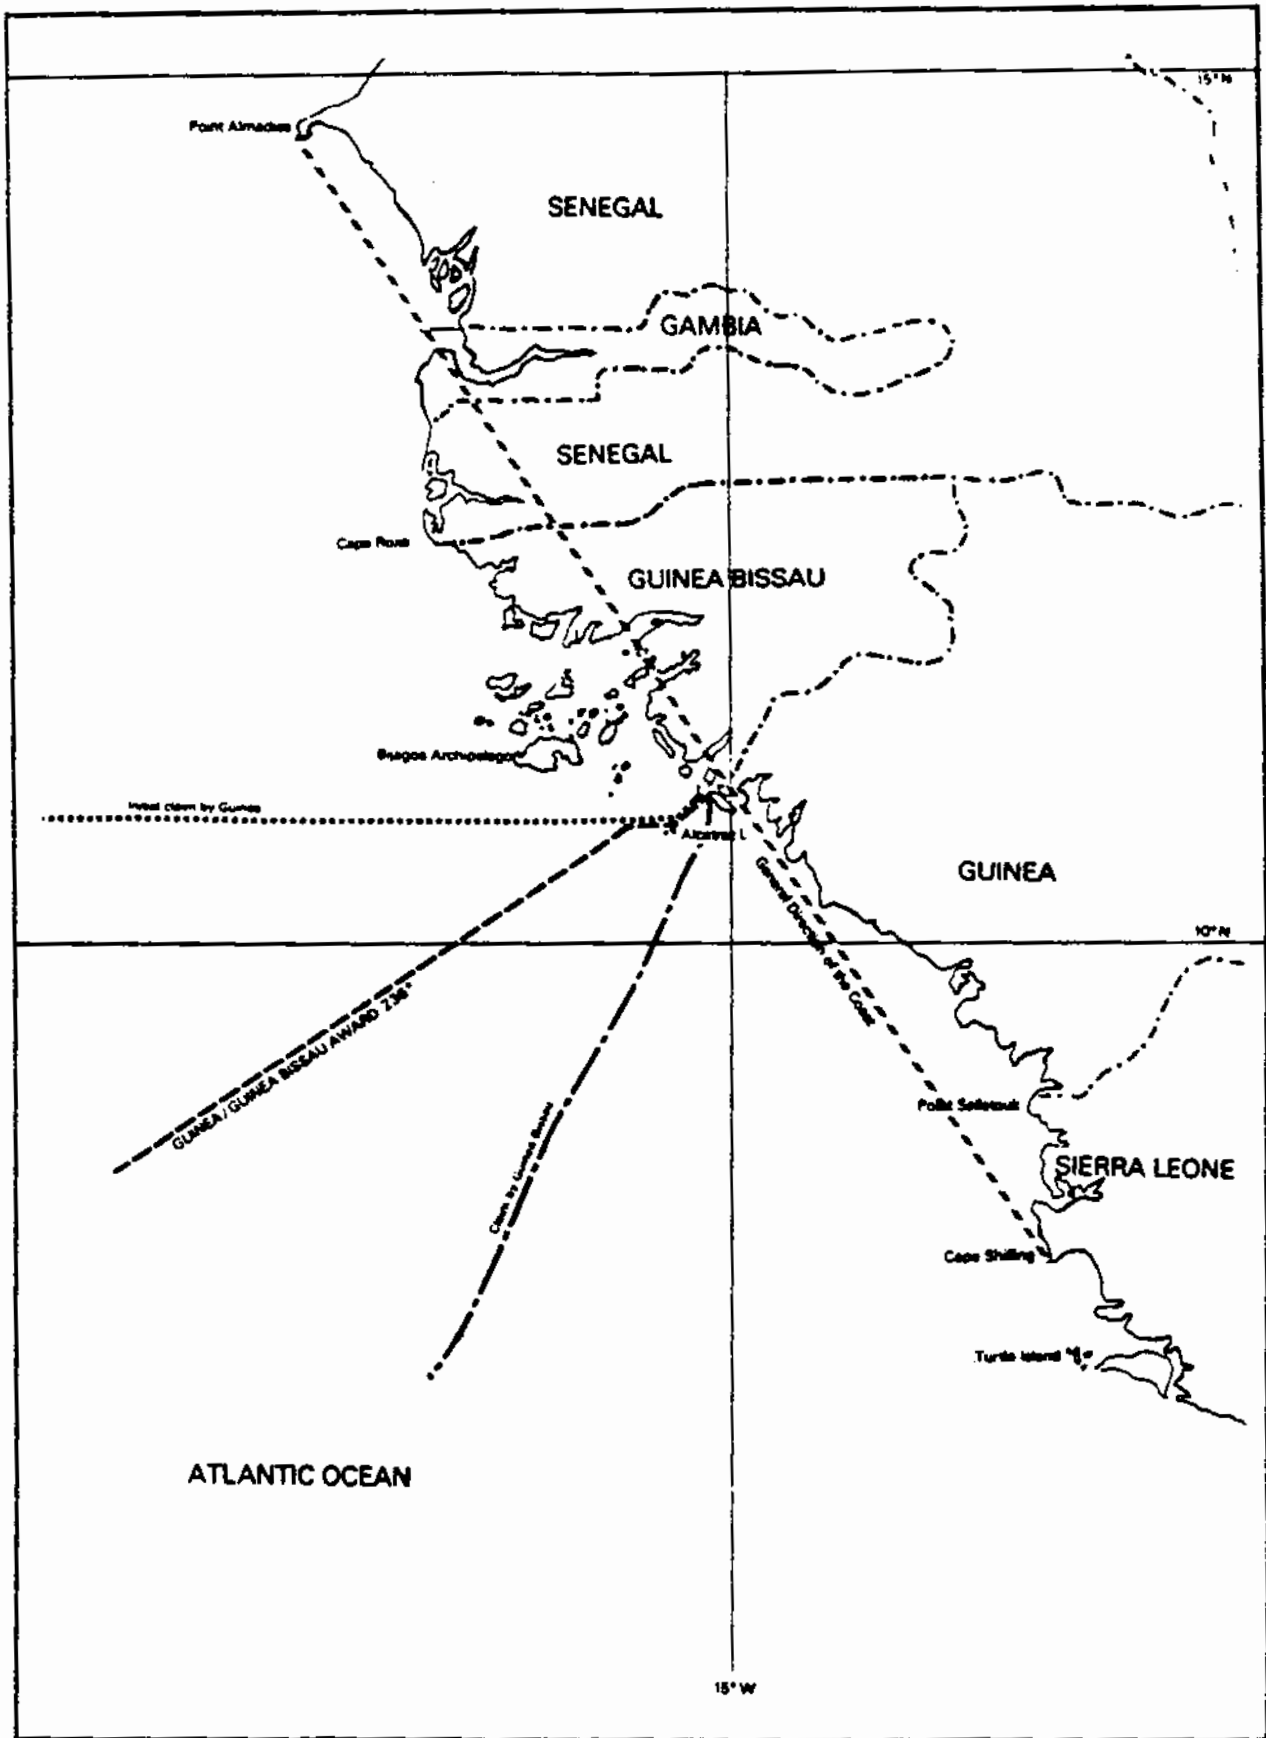 15° N
Point Almadies
SENEGAL
GAMBIA
SENEGAL
Cape Roxo
GUINEA BISSAU
Bijagos Archipelago
Initial claim by Guinea
Alcatraz I.
GUINEA
General Direction of the Coast
10° N
GUINEA / GUINEA BISSAU AWARD 236°
Claim by Guinea Bissau
Point Sallatouk
SIERRA LEONE
Cape Shilling
Turtle Island
ATLANTIC OCEAN
15° W